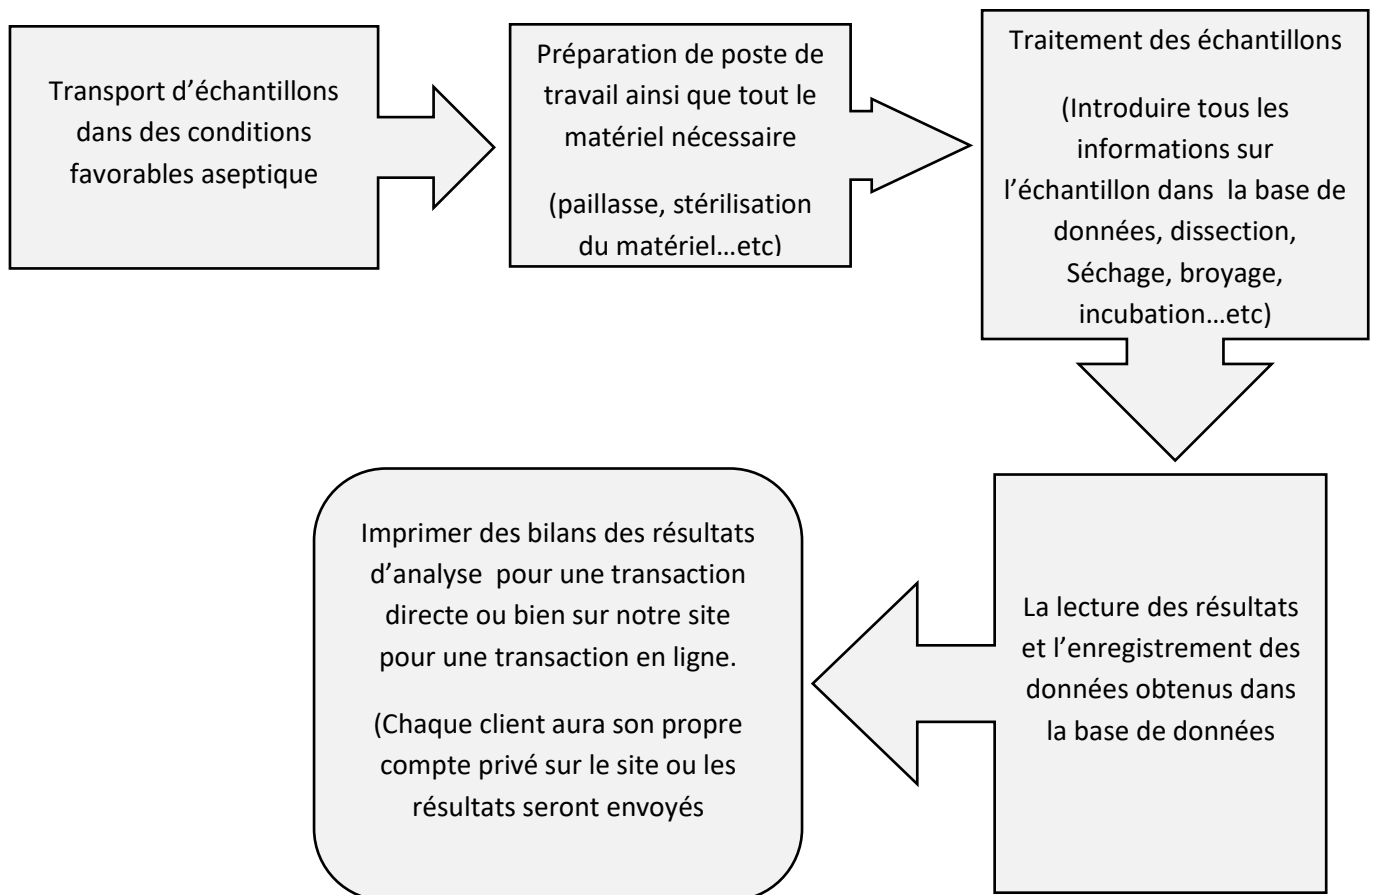 Transport d’échantillons
dans des conditions
favorables aseptique
Préparation de poste de
travail ainsi que tout le
matériel nécessaire
(paillasse, stérilisation
du matériel…etc)
Traitement des échantillons
(Introduire tous les
informations sur
l’échantillon dans la base de
données, dissection,
Séchage, broyage,
incubation…etc)
La lecture des résultats
et l’enregistrement des
données obtenus dans
la base de données
Imprimer des bilans des résultats
d’analyse pour une transaction
directe ou bien sur notre site
pour une transaction en ligne.
(Chaque client aura son propre
compte privé sur le site ou les
résultats seront envoyés